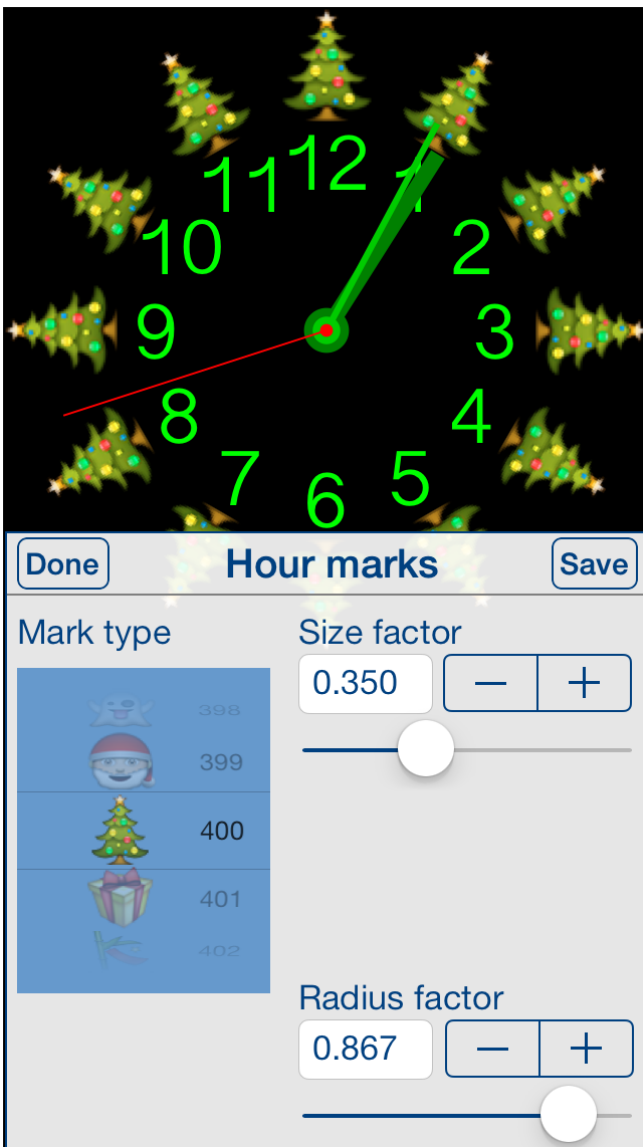 12
11
1
10
2
9
3
8
4
7
5
6
Done Hour marks Save
Mark type
Size factor
0.350 − +
398
399
400
401
402
Radius factor
0.867 − +